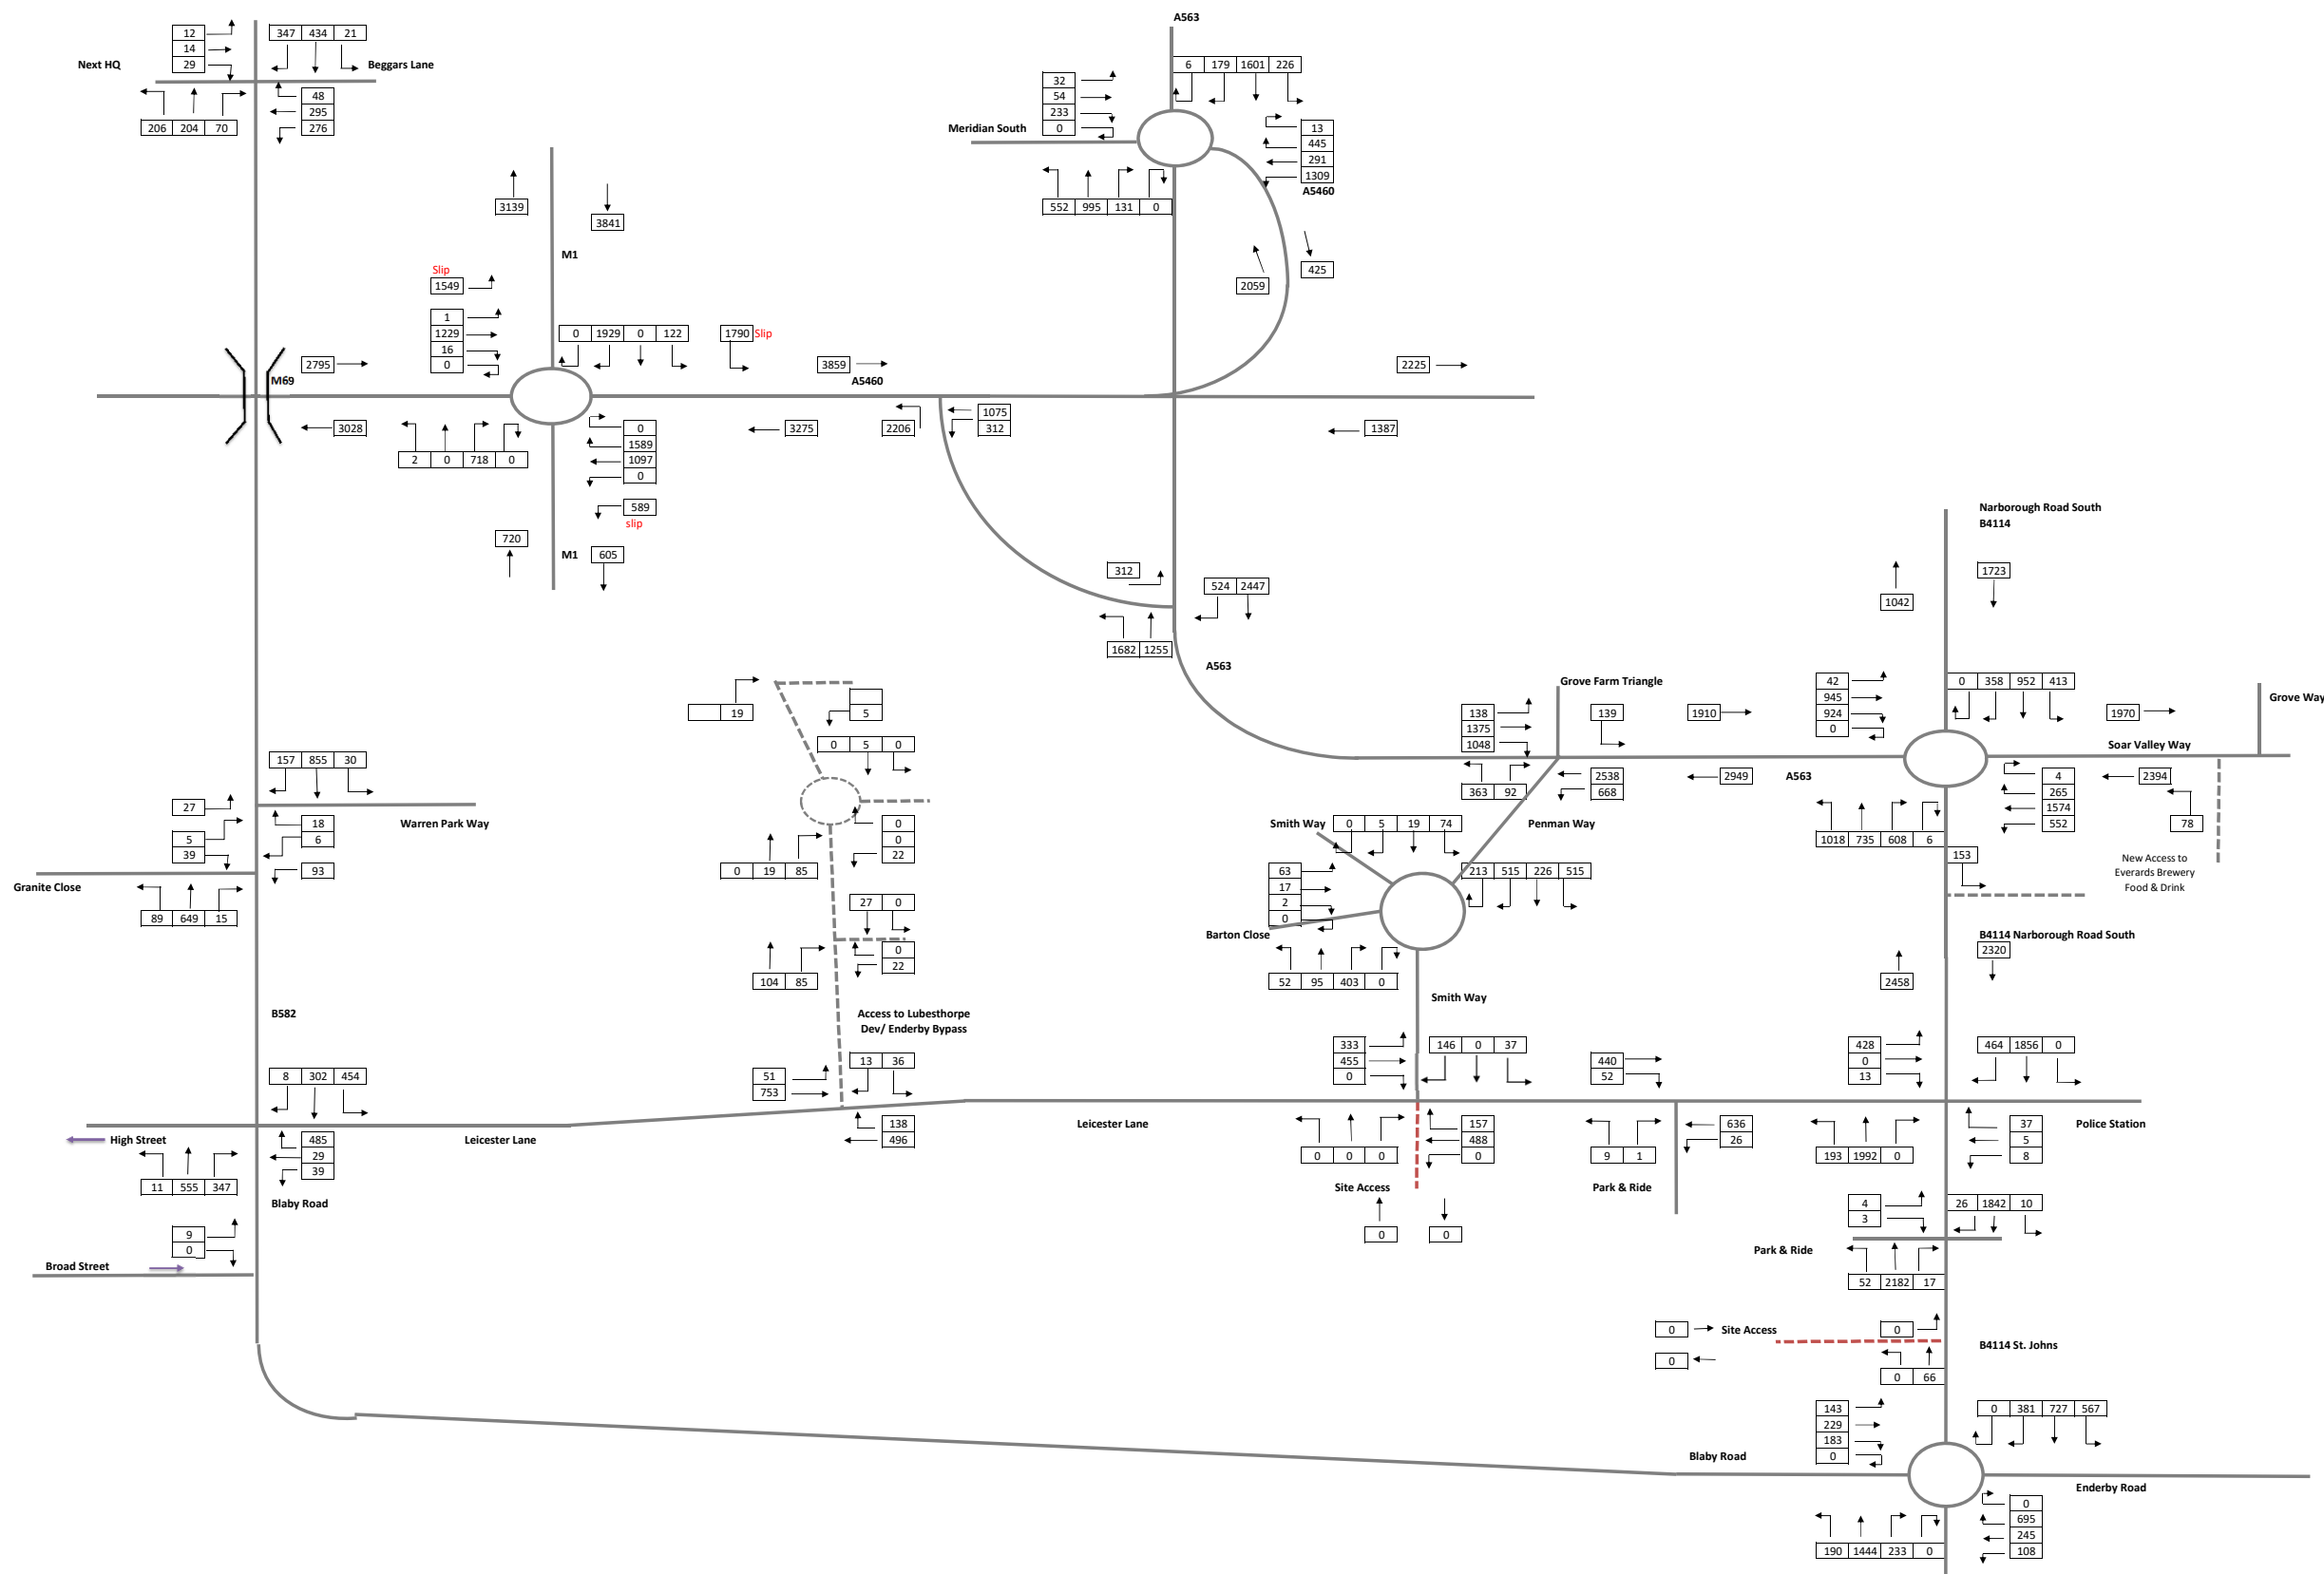 A563
12
347 434 21
14
Next HQ
29
Beggars Lane
6 179 1601 226
32
54
233
0
48
295
276
206 204 70
Meridian South
13
445
291
1309
A5460
552 995 131 0
3139
3841
M1
Slip
1549
2059
425
1
1229
16
0
0 1929 0 122
1790 Slip
2795
3859
2225
M69
A5460
3028
2 0 718 0
0
1589
1097
0
3275
2206
1075
312
1387
589
slip
720
M1
605
Narborough Road South
B4114
312
524 2447
1042
1723
1682 1255
A563
19
5
0 5 0
Grove Farm Triangle
138
1375
1048
139
1910
42
945
924
0
0 358 952 413
1970
Grove Way
Soar Valley Way
157 855 30
363 92
2538
668
2949
A563
4
265
1574
552
2394
78
27
5
39
18
6
93
Warren Park Way
0
0
22
Smith Way
0 5 19 74
Penman Way
1018 735 608 6
153
New Access to
Everards Brewery
Food & Drink
Granite Close
89 649 15
0 19 85
63
17
2
0
213 515 226 515
27 0
Barton Close
B4114 Narborough Road South
0
22
2320
104 85
52 95 403 0
2458
Smith Way
B582
Access to Lubesthorpe
Dev/ Enderby Bypass
8 302 454
51
753
13 36
333
455
0
146 0 37
440
52
428
0
13
464 1856 0
High Street
Leicester Lane
485
29
39
138
496
Leicester Lane
157
488
0
636
26
37
5
8
Police Station
0 0 0
9 1
193 1992 0
11 555 347
Blaby Road
Site Access
Park & Ride
0
0
4
3
26 1842 10
9
0
Broad Street
Park & Ride
52 2182 17
0
Site Access
0
B4114 St. Johns
0
0 66
143
229
183
0
0 381 727 567
Blaby Road
Enderby Road
0
695
245
108
190 1444 233 0